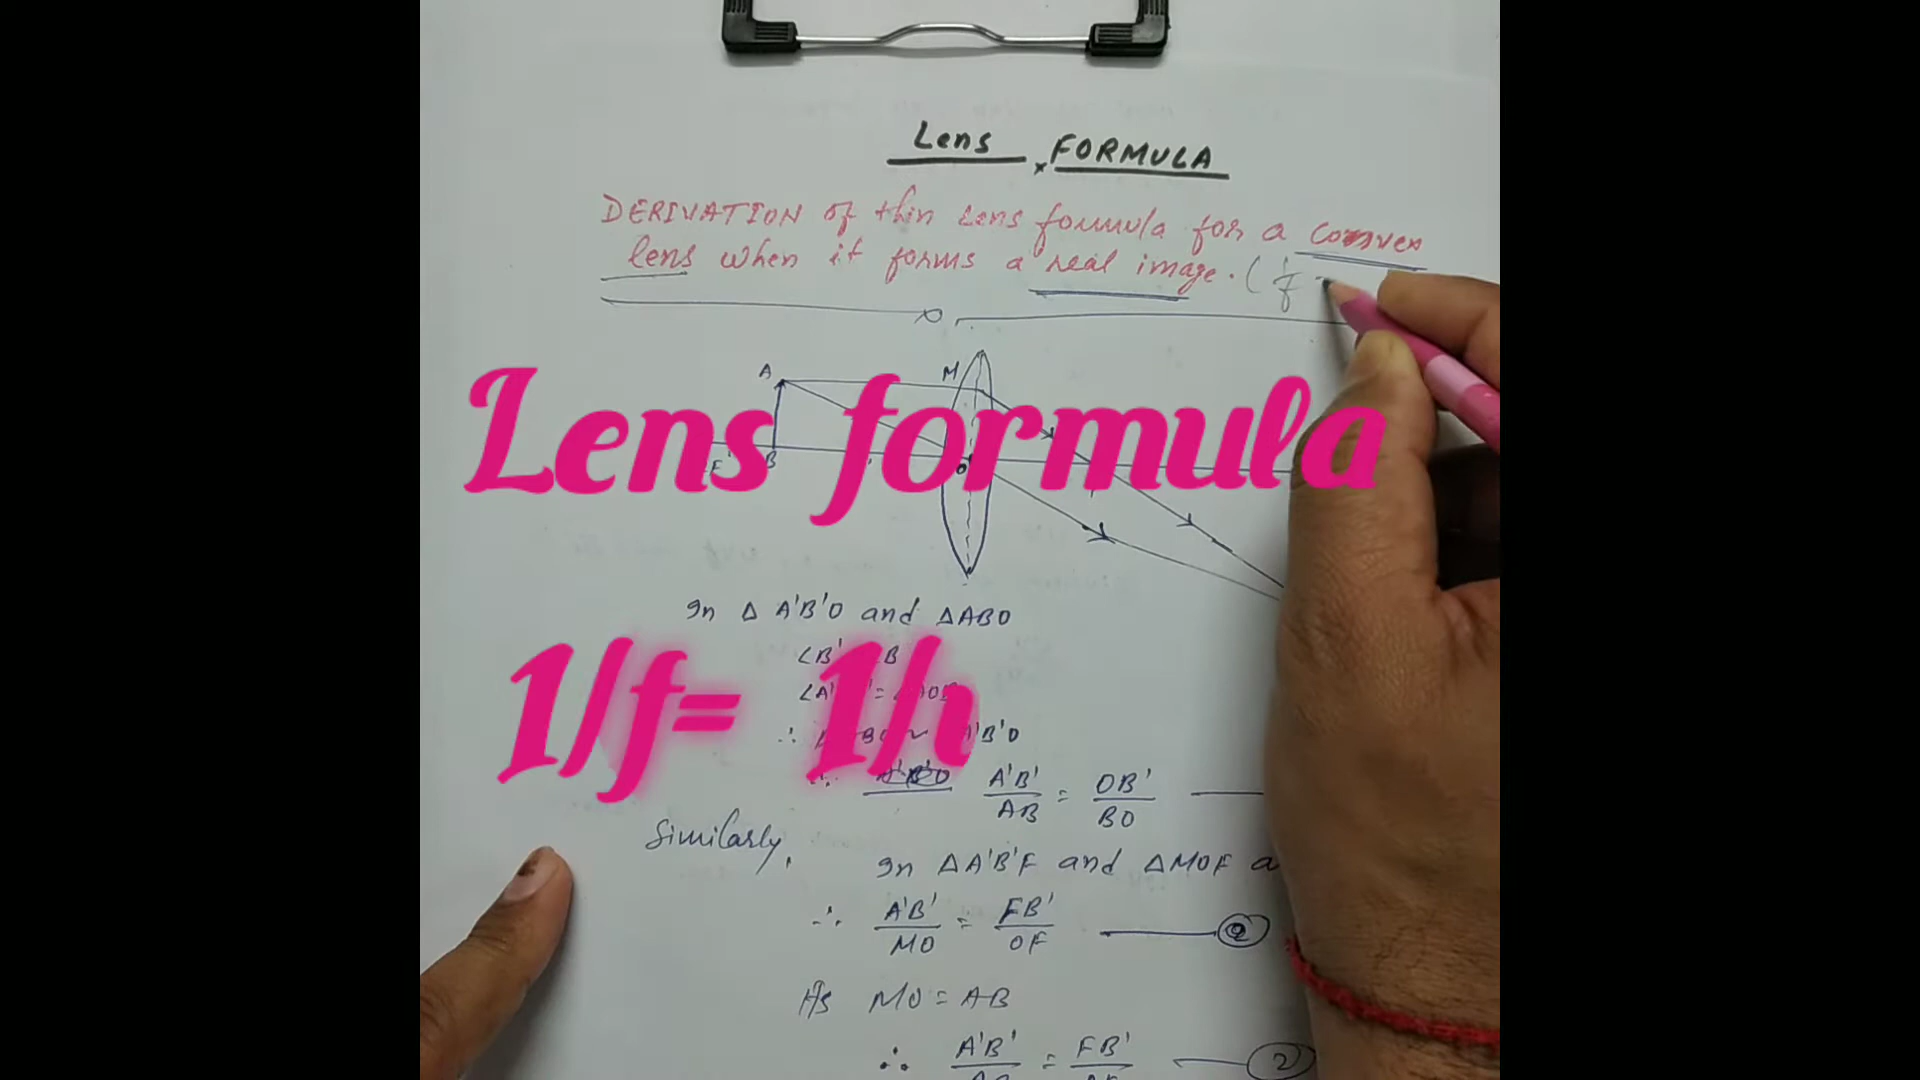 Lens FORMULA
DERIVATION of thin lens formula for a convex
lens when it forms a real image. ( 1/f =
A M
Lens formula
F' B O
In Δ A'B'O and ΔABO
1/f= 1/
A'B'/AB = OB'/BO
Similarly,
In ΔA'B'F and ΔMOF
∴ A'B'/MO = FB'/OF 2
As MO = AB
∴ A'B' = FB' 2